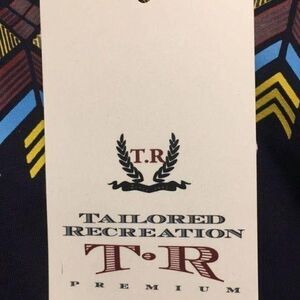 T.R
TAILORED
RECREATION
T·R
PREMIUM